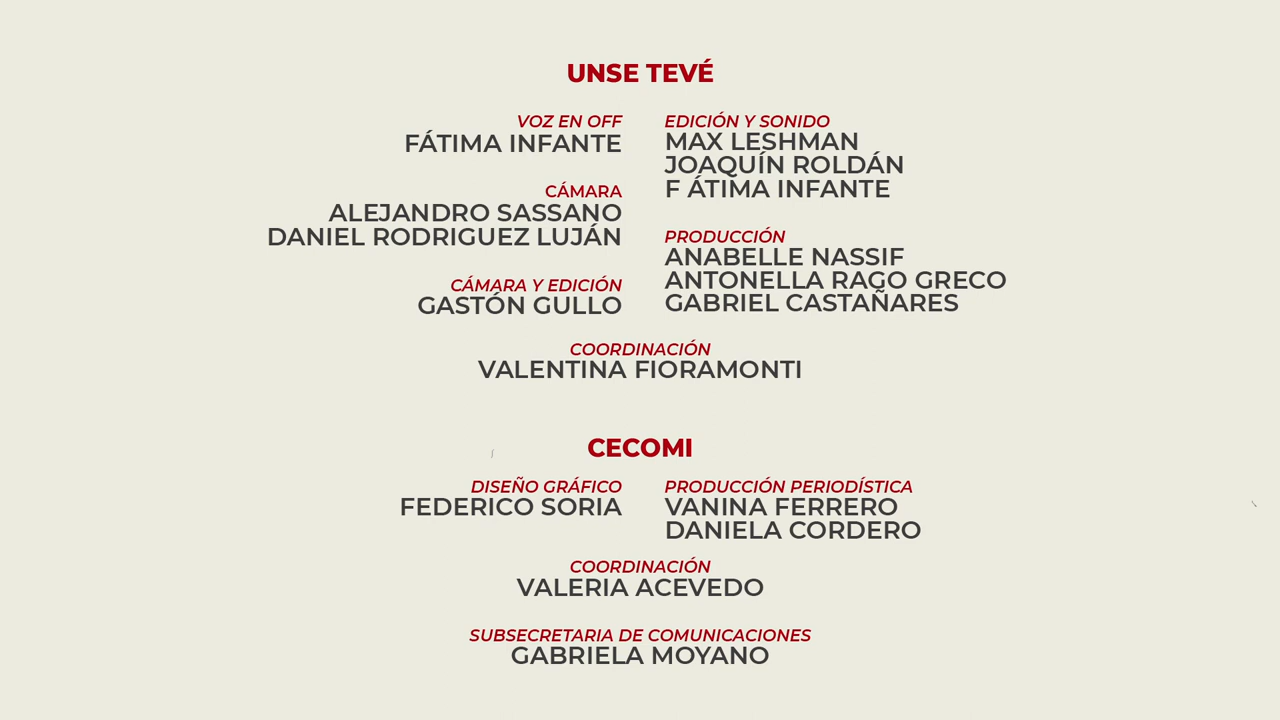 UNSE TEVÉ
VOZ EN OFF
FÁTIMA INFANTE
CÁMARA
ALEJANDRO SASSANO
DANIEL RODRIGUEZ LUJÁN
CÁMARA Y EDICIÓN
GASTÓN GULLO
EDICIÓN Y SONIDO
MAX LESHMAN
JOAQUÍN ROLDÁN
F ÁTIMA INFANTE
PRODUCCIÓN
ANABELLE NASSIF
ANTONELLA RAGO GRECO
GABRIEL CASTAÑARES
COORDINACIÓN
VALENTINA FIORAMONTI
CECOMI
DISEÑO GRÁFICO
FEDERICO SORIA
PRODUCCIÓN PERIODÍSTICA
VANINA FERRERO
DANIELA CORDERO
COORDINACIÓN
VALERIA ACEVEDO
SUBSECRETARIA DE COMUNICACIONES
GABRIELA MOYANO